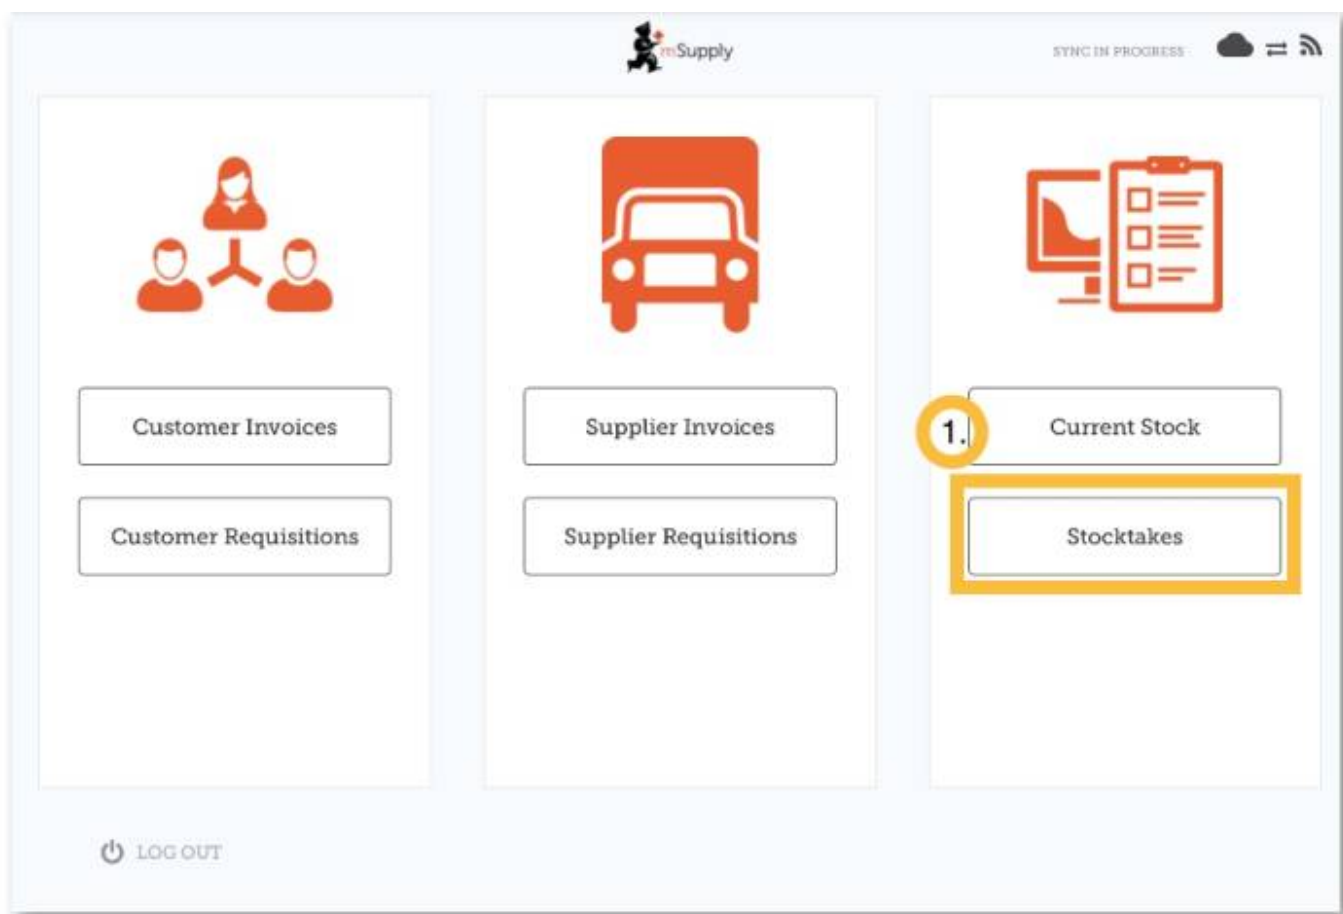 mSupply
SYNC IN PROGRESS
Customer Invoices
Customer Requisitions
Supplier Invoices
Supplier Requisitions
1.
Current Stock
Stocktakes
LOG OUT